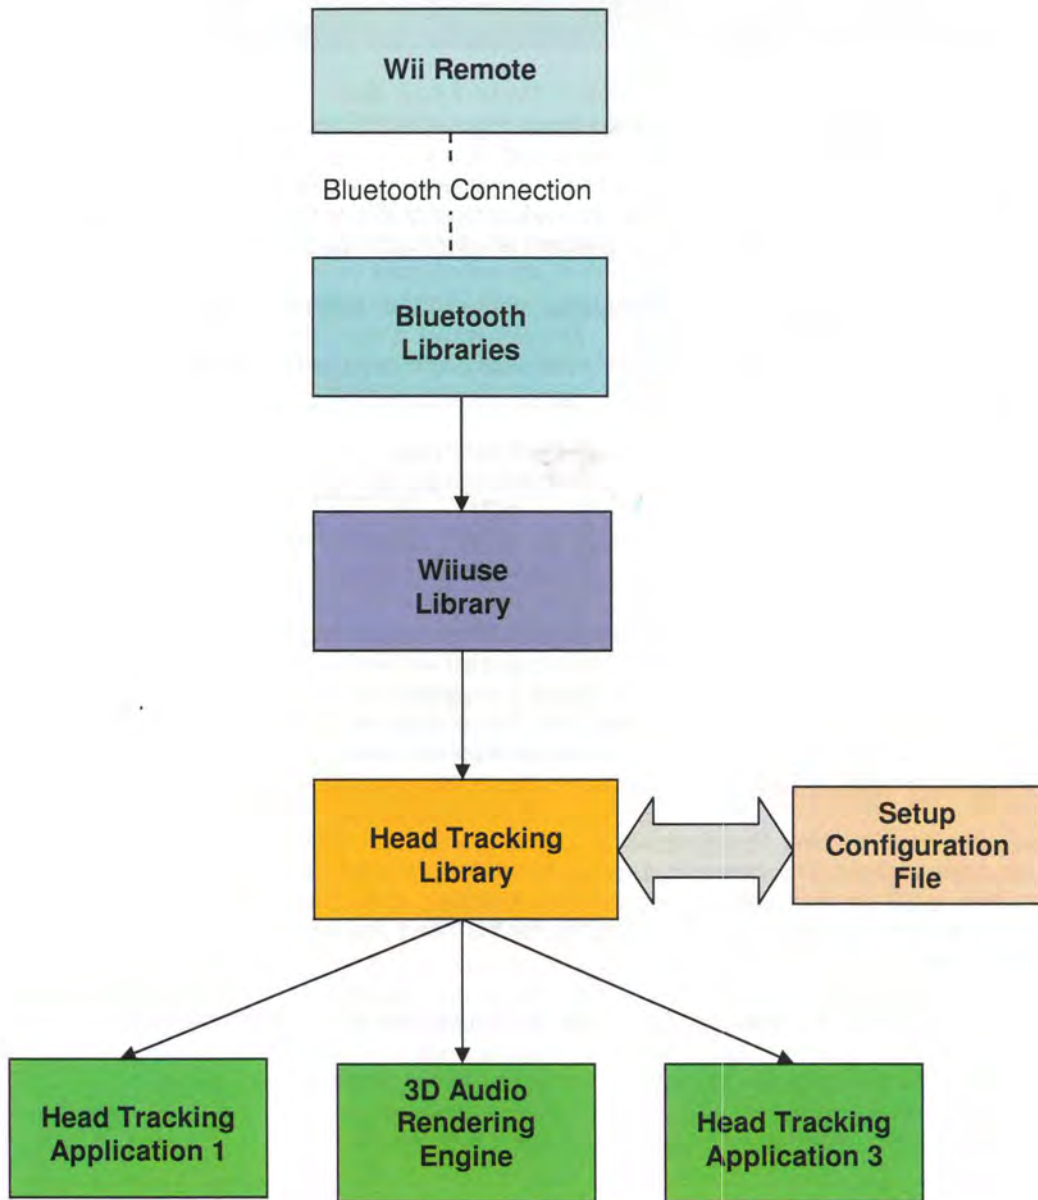 Wii Remote
Bluetooth Connection
Bluetooth
Libraries
Wiiuse
Library
Head Tracking
Library
Setup
Configuration
File
Head Tracking
Application 1
3D Audio
Rendering
Engine
Head Tracking
Application 3